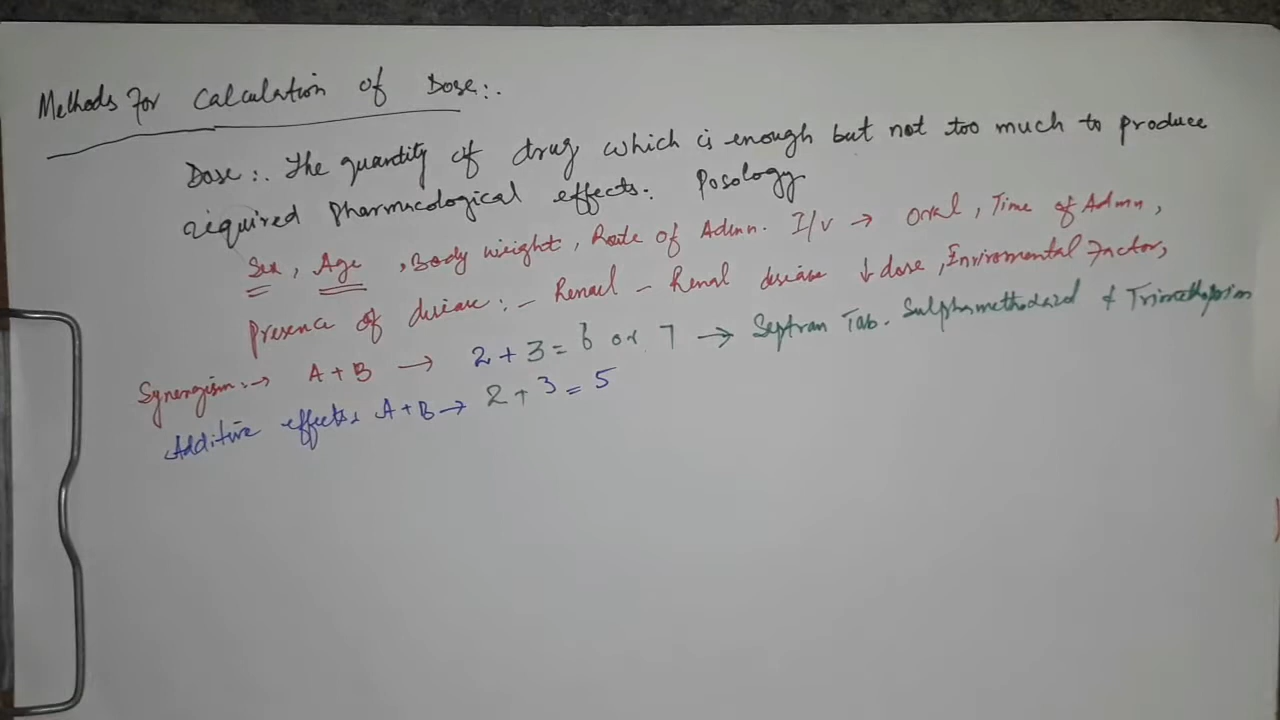 Methods For Calculation of Dose:.
Dose:. The quantity of drug which is enough but not too much to produce
required Pharmacological effects. Posology
Sex, Age, Body weight, Route of Admn. I/v → oral, Time of Admn,
Presence of disease:- Renal - Renal disease ↓ dose, Enviromental Factor,
Synergism:→ A+B → 2+3=6 or 7 → Septran Tab. Sulphamethoxazol & Trimethoprim
Additive effects A+B→ 2+3=5